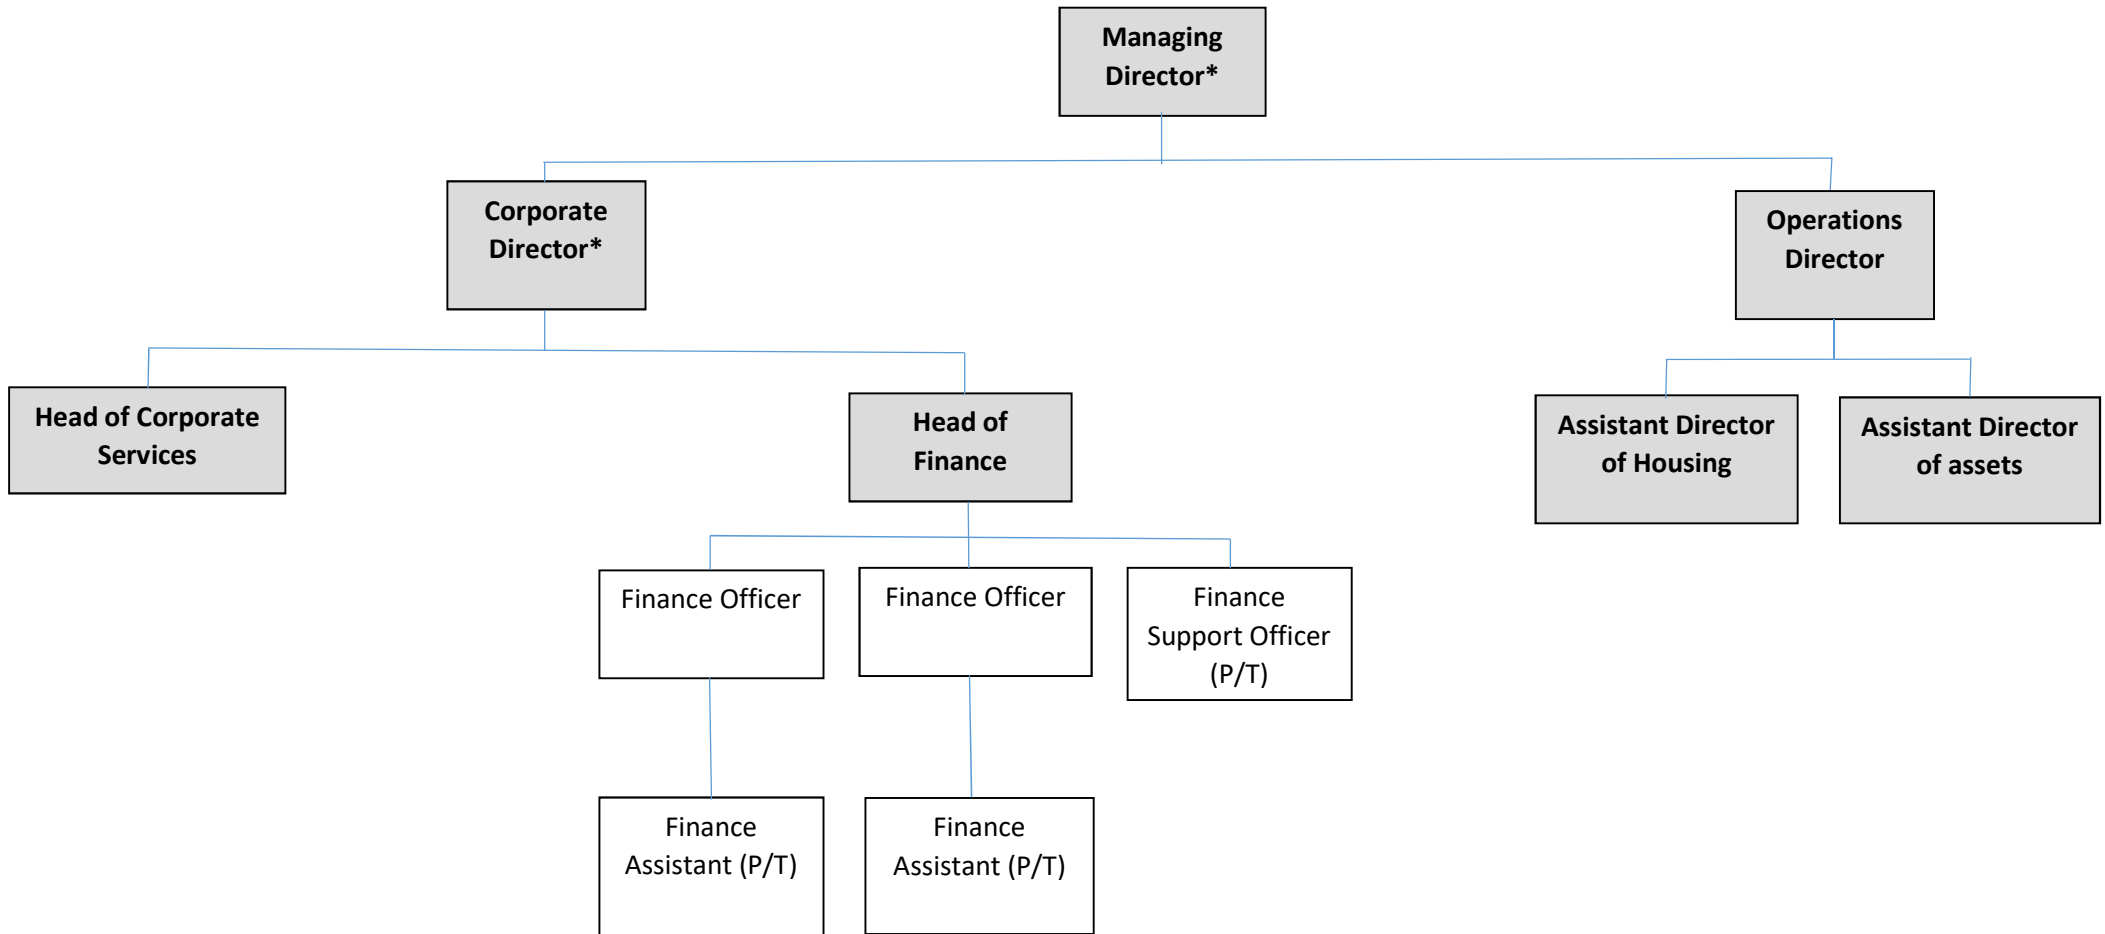 Managing
Director*
Corporate
Director*
Operations
Director
Head of Corporate
Services
Head of
Finance
Assistant Director
of Housing
Assistant Director
of assets
Finance Officer
Finance Officer
Finance
Support Officer
(P/T)
Finance
Assistant (P/T)
Finance
Assistant (P/T)